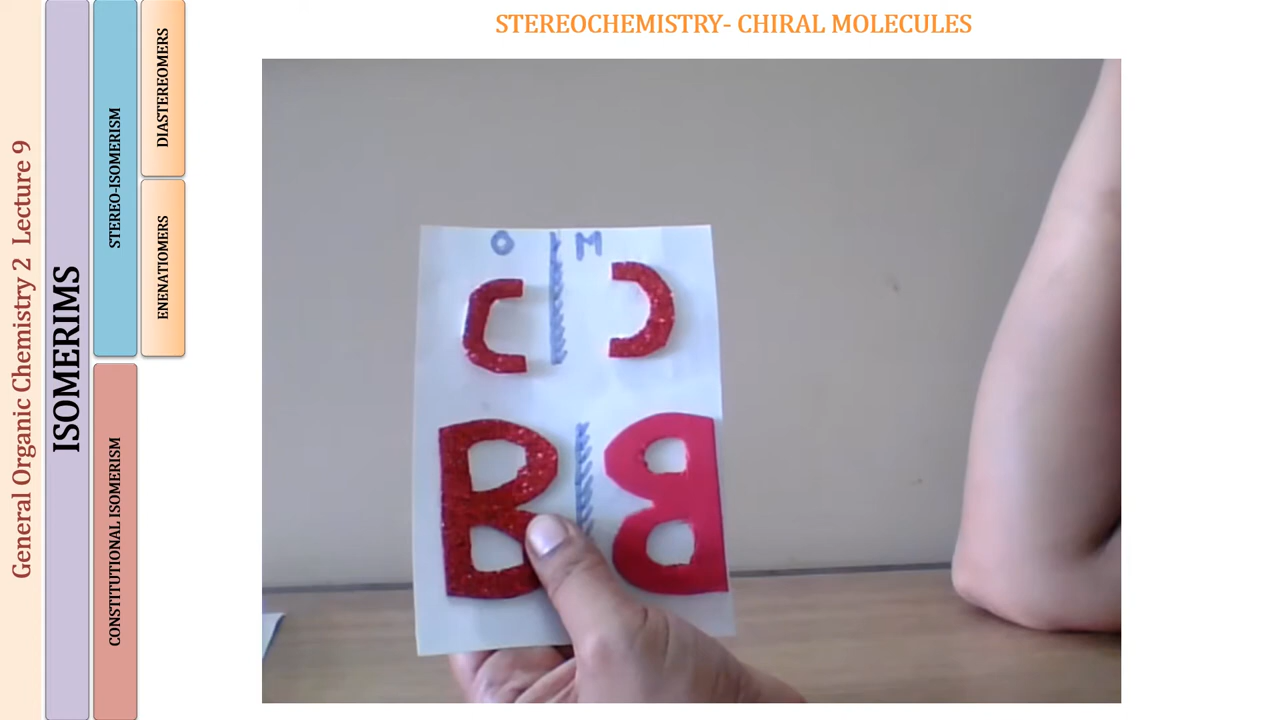 STEREOCHEMISTRY- CHIRAL MOLECULES
General Organic Chemistry 2 Lecture 9
ISOMERIMS
STEREO-ISOMERISM
CONSTITUTIONAL ISOMERISM
DIASTEREOMERS
ENENATIOMERS
O M
C Ɔ
B ᗺ